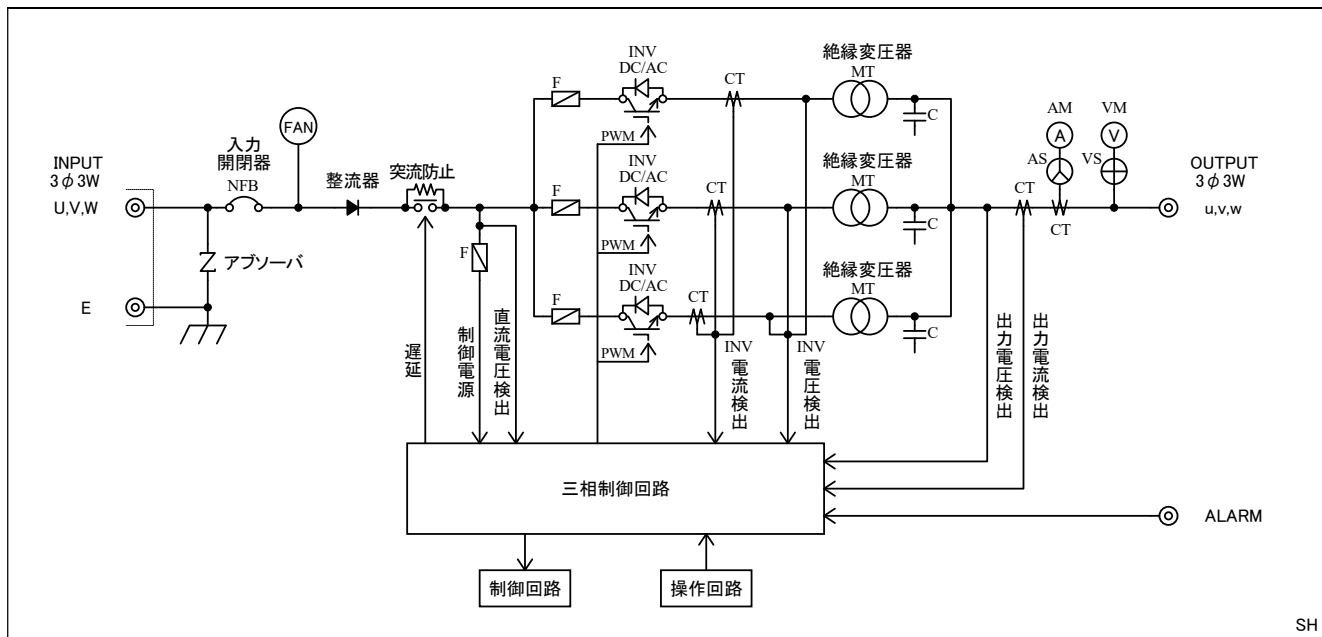 INV
DC/AC
絶縁変圧器
MT
F
CT
C
PWM
AM
VM
A
V
AS
VS
FAN
入力
開閉器
NFB
INPUT
3φ3W
U,V,W
整流器
突流防止
INV
DC/AC
絶縁変圧器
MT
F
CT
C
PWM
CT
CT
OUTPUT
3φ3W
u,v,w
アブソーバ
E
F
INV
DC/AC
絶縁変圧器
MT
F
CT
C
PWM
遅延
制御電源
直流電圧検出
INV
電流検出
INV
電圧検出
出力電圧検出
出力電流検出
三相制御回路
ALARM
制御回路
操作回路
SH